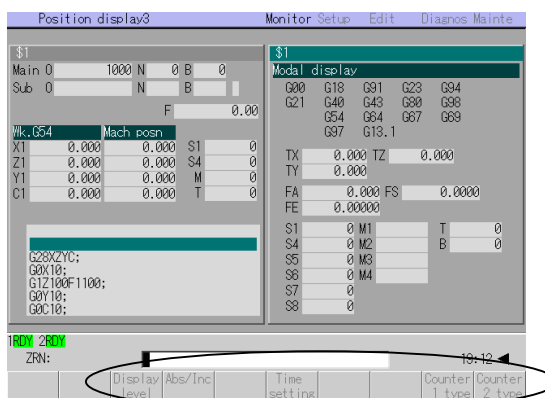 Position display3 Monitor Setup Edit Diagnos Mainte
$1
Main O 1000 N 0 B 0
Sub O N B
F 0.00
Wk.G54 Mach posn
X1 0.000 0.000 S1 0
Z1 0.000 0.000 S4 0
Y1 0.000 0.000 M 0
C1 0.000 0.000 T 0
G28XZYC;
G0X10;
G1Z100F1100;
G0Y10;
G0C10;
$1
Modal display
G00 G18 G91 G23 G94
G21 G40 G43 G80 G98
G54 G64 G67 G69
G97 G13.1
TX 0.000 TZ 0.000
TY 0.000
FA 0.000 FS 0.0000
FE 0.00000
S1 0 M1 T 0
S4 0 M2 B 0
S5 0 M3
S6 0 M4
S7 0
S8 0
1RDY 2RDY
ZRN: 19:12
Display level Abs/Inc Time setting Counter 1 type Counter 2 type